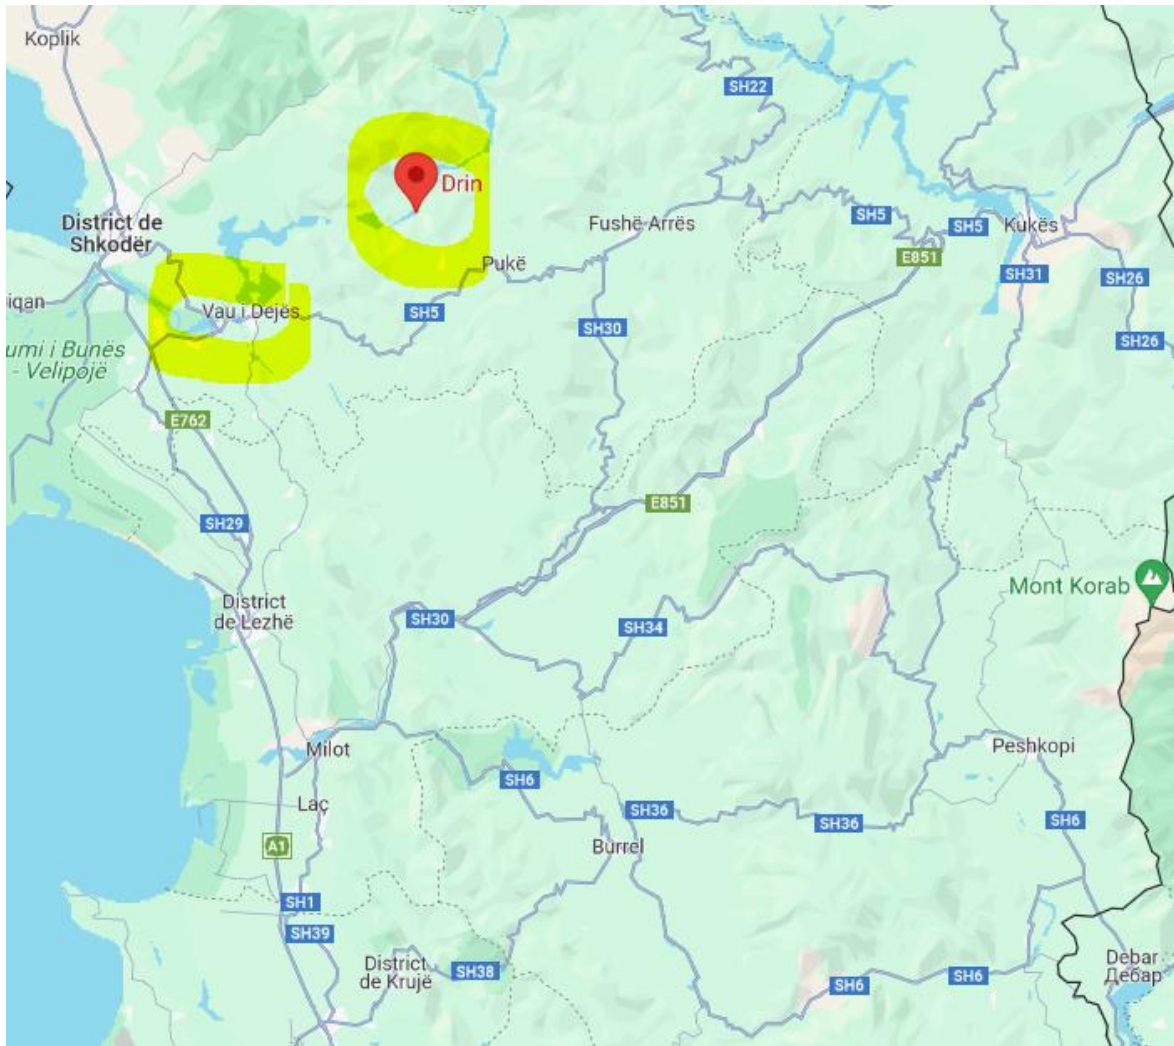 Koplik
SH22
Drin
District de
Shkodër
Fushë-Arrës
SH5
SH5
Kukës
E851
Pukë
SH31
SH26
iqan
Vau i Dejës
SH5
SH30
SH26
umi i Bunës
- Velipojë
E762
E851
SH29
Mont Korab
District
de Lezhë
SH30
SH34
Milot
Peshkopi
SH6
Laç
SH36
SH36
SH6
A1
Burrel
SH1
SH39
District
de Krujë
SH38
SH6
SH6
Debar
Дебар